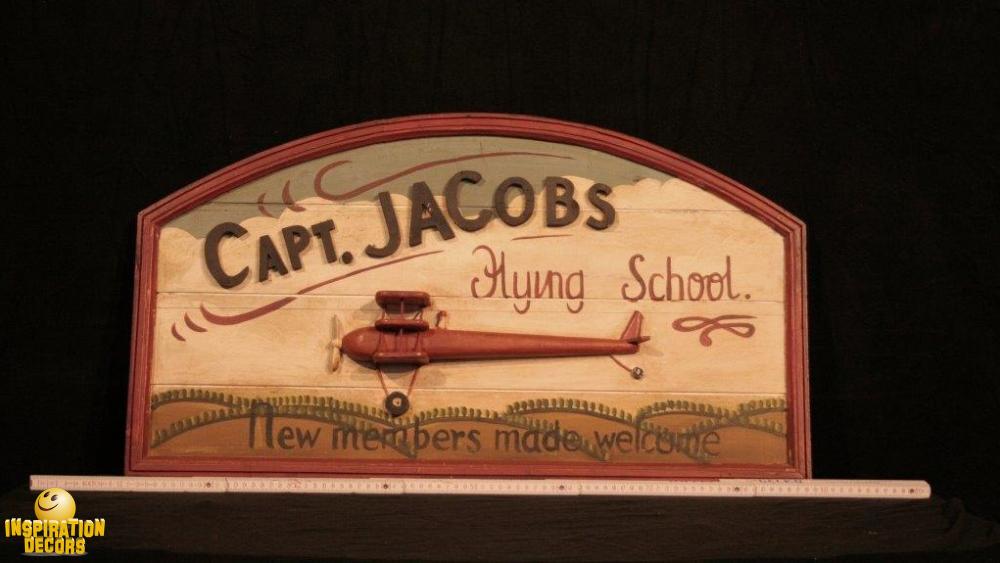 CAPT. JACOBS
Flying School.
New members made welcome
INSPIRATION
DECORS